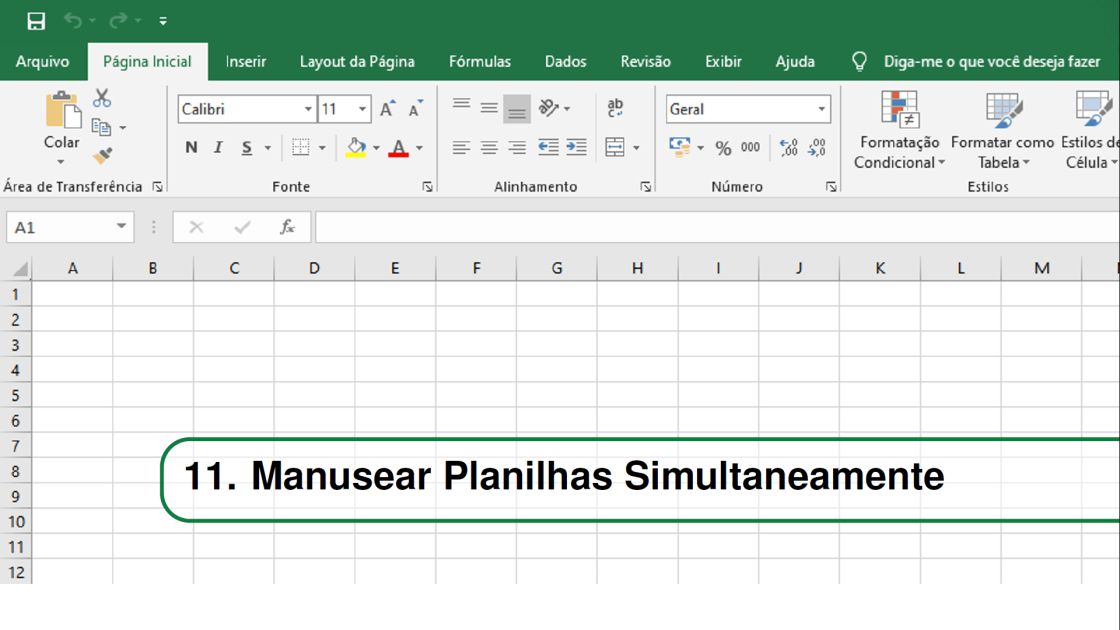 Arquivo Página Inicial Inserir Layout da Página Fórmulas Dados Revisão Exibir Ajuda Diga-me o que você deseja fazer
Colar
Área de Transferência
Calibri 11
N I S A
Fonte
ab
Alinhamento
Geral
% 000
Número
Formatação Condicional
Formatar como Tabela
Estilos de Célula
Estilos
A1 fx
A B C D E F G H I J K L M
1
2
3
4
5
6
7
8
9
10
11
12
11. Manusear Planilhas Simultaneamente